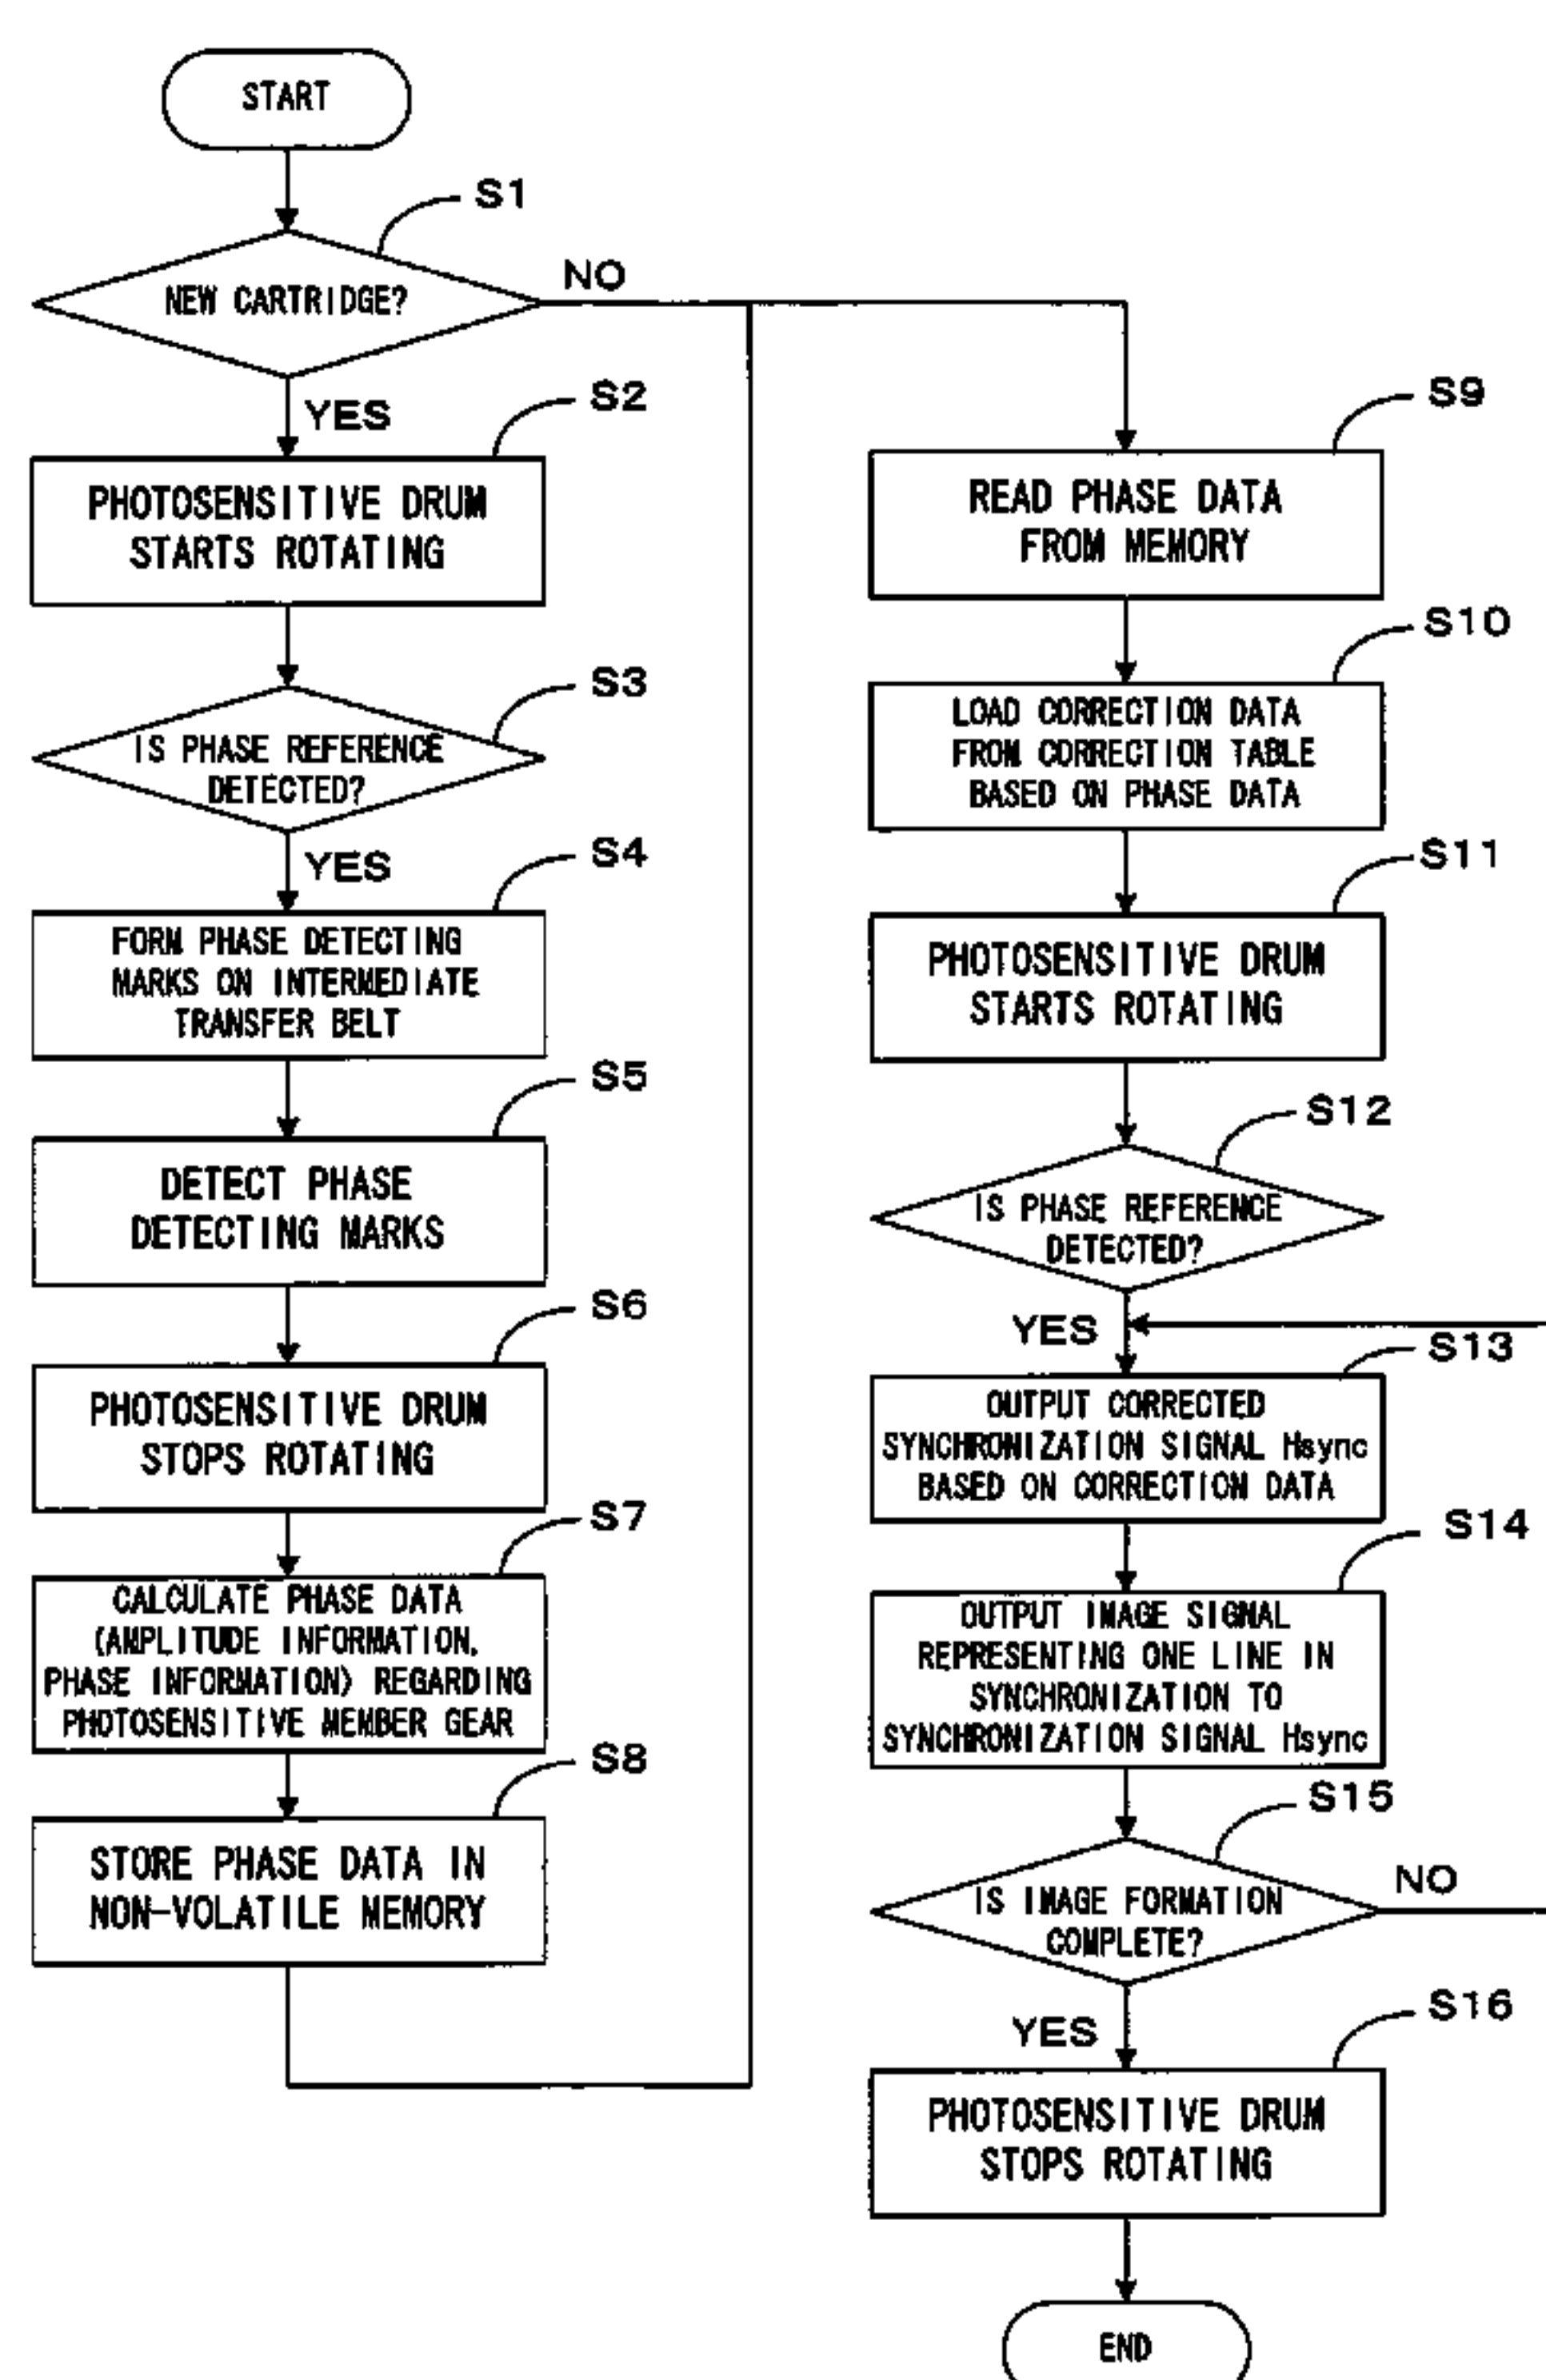 START
S1
NEW CARTRIDGE?
NO
YES
S2
PHOTOSENSITIVE DRUM
STARTS ROTATING
S3
IS PHASE REFERENCE
DETECTED?
YES
S4
FORM PHASE DETECTING
MARKS ON INTERMEDIATE
TRANSFER BELT
S5
DETECT PHASE
DETECTING MARKS
S6
PHOTOSENSITIVE DRUM
STOPS ROTATING
S7
CALCULATE PHASE DATA
(AMPLITUDE INFORMATION,
PHASE INFORMATION) REGARDING
PHOTOSENSITIVE MEMBER GEAR
S8
STORE PHASE DATA IN
NON-VOLATILE MEMORY
S9
READ PHASE DATA
FROM MEMORY
S10
LOAD CORRECTION DATA
FROM CORRECTION TABLE
BASED ON PHASE DATA
S11
PHOTOSENSITIVE DRUM
STARTS ROTATING
S12
IS PHASE REFERENCE
DETECTED?
YES
S13
OUTPUT CORRECTED
SYNCHRONIZATION SIGNAL Hsync
BASED ON CORRECTION DATA
S14
OUTPUT IMAGE SIGNAL
REPRESENTING ONE LINE IN
SYNCHRONIZATION TO
SYNCHRONIZATION SIGNAL Hsync
S15
IS IMAGE FORMATION
COMPLETE?
NO
YES
S16
PHOTOSENSITIVE DRUM
STOPS ROTATING
END